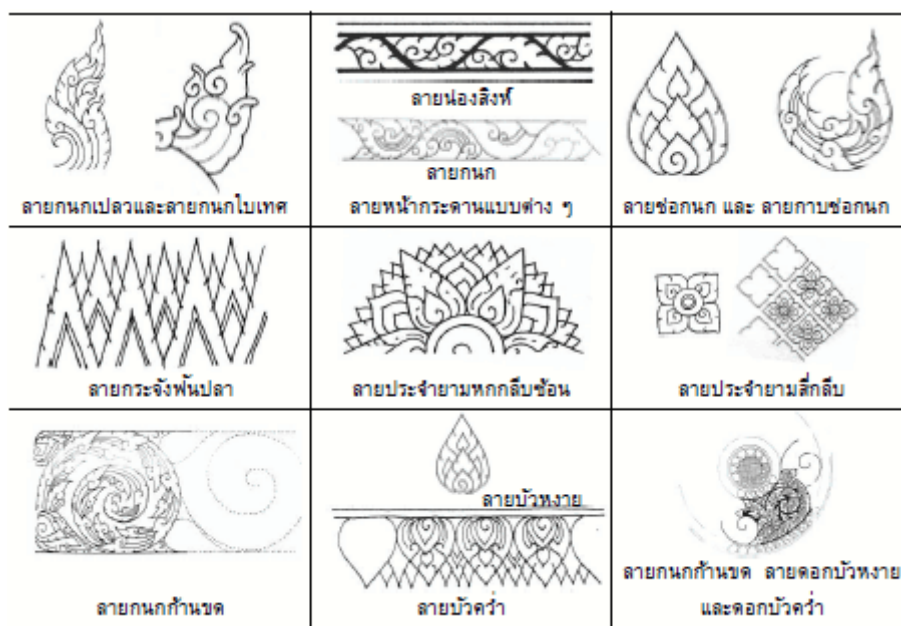 ลายน่องสิงห์
ลายกนก
ลายกนกเปลวและลายกนกใบเทศ
ลายหน้ากระดานแบบต่าง ๆ
ลายช่อกนก และ ลายกาบช่อกนก
ลายกระจังฟันปลา
ลายประจำยามหกกลีบซ้อน
ลายประจำยามสี่กลีบ
ลายบัวหงาย
ลายกนกก้านขด
ลายบัวคว่ำ
ลายกนกก้านขด ลายดอกบัวหงาย
และดอกบัวคว่ำ